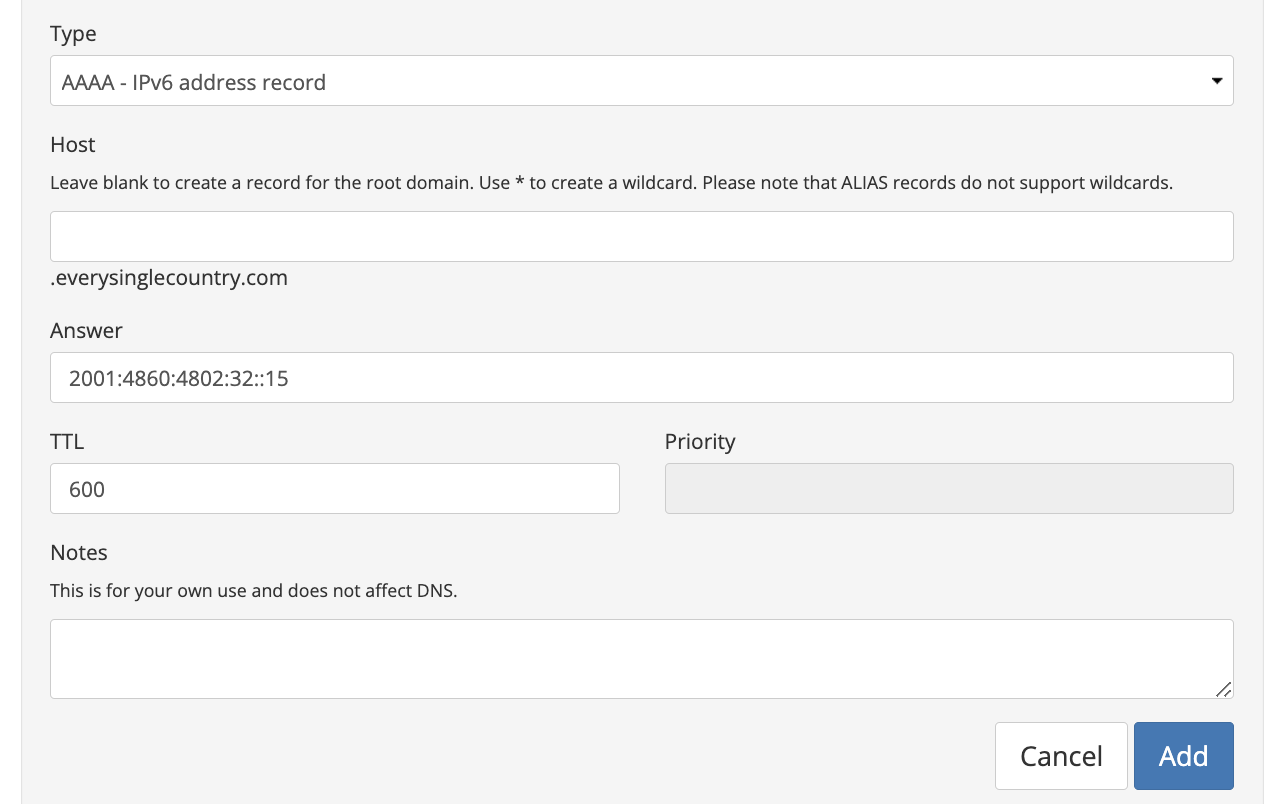 Type
AAAA - IPv6 address record
Host
Leave blank to create a record for the root domain. Use * to create a wildcard. Please note that ALIAS records do not support wildcards.
.everysinglecountry.com
Answer
2001:4860:4802:32::15
TTL
Priority
600
Notes
This is for your own use and does not affect DNS.
Cancel
Add